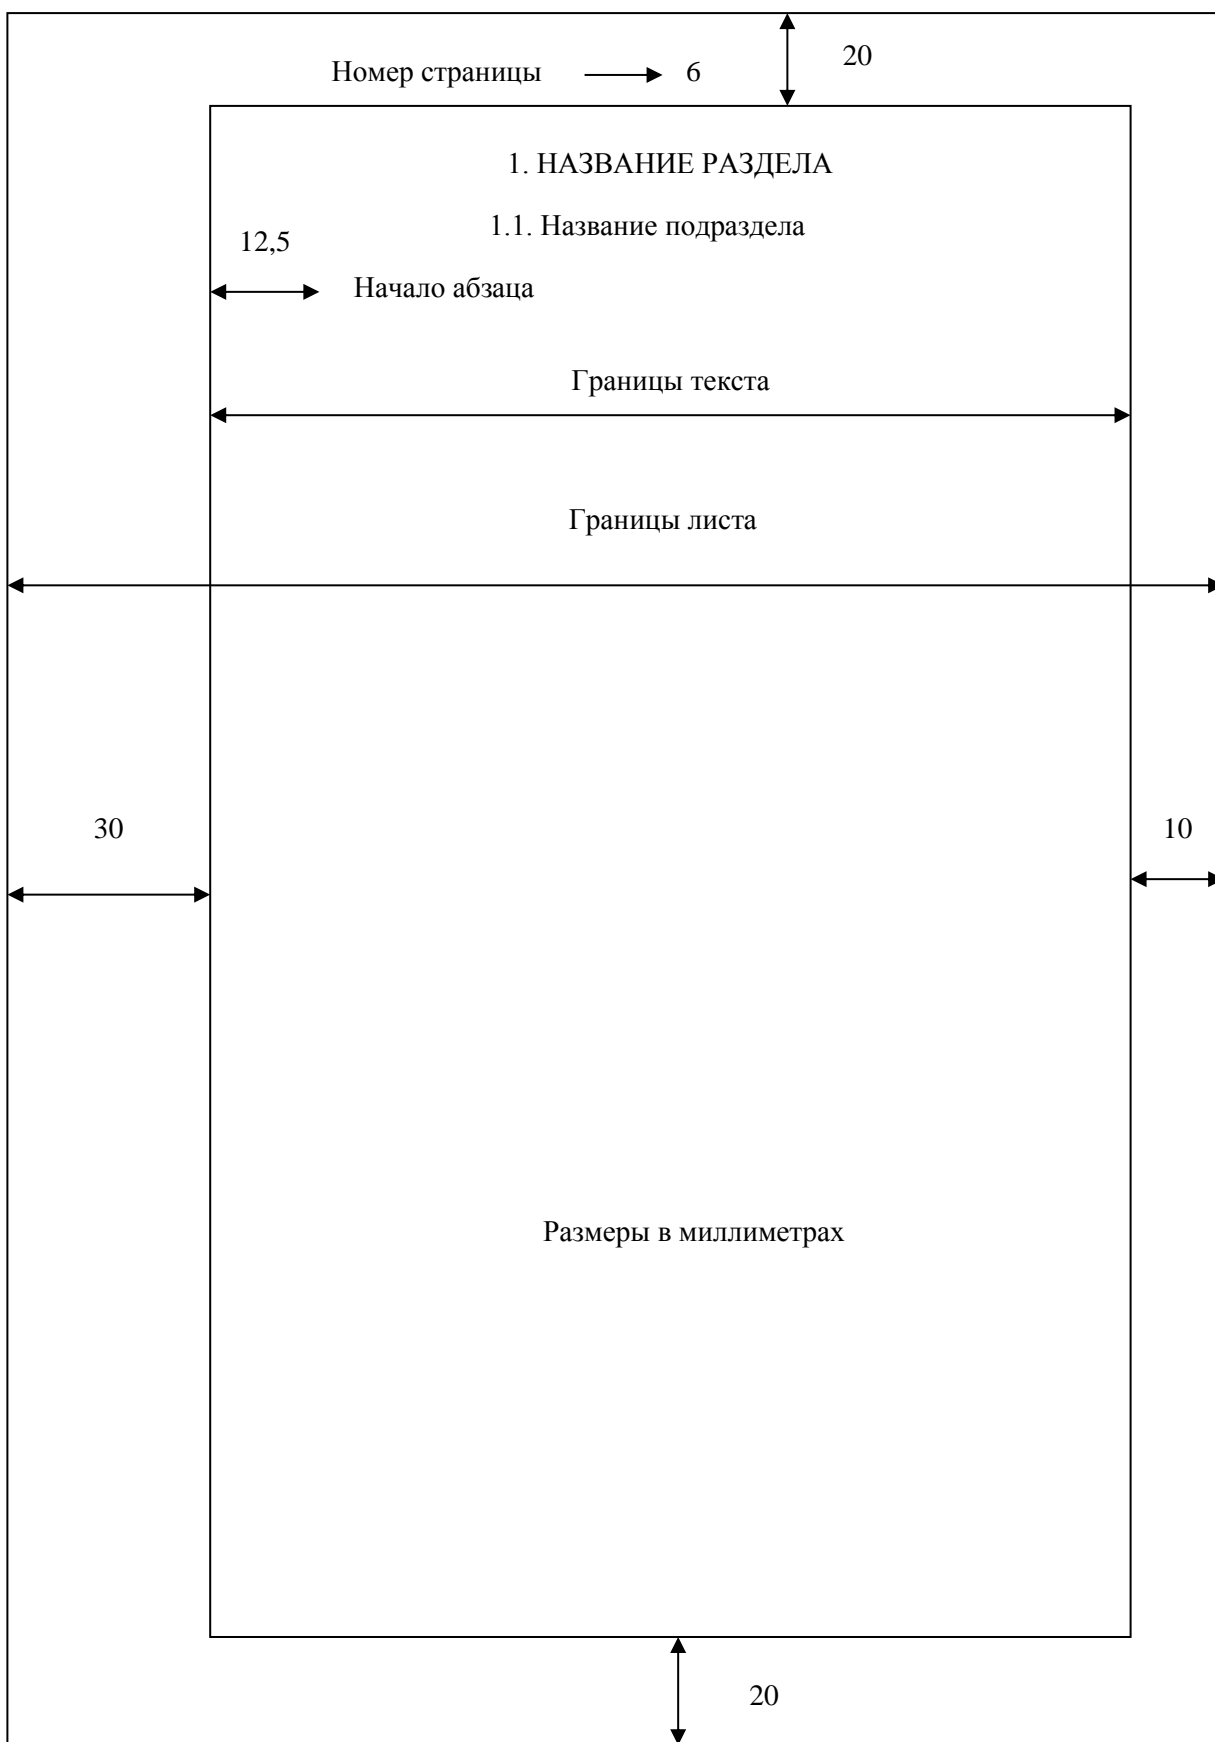 20
Номер страницы 6
1. НАЗВАНИЕ РАЗДЕЛА
1.1. Название подраздела
12,5
Начало абзаца
Границы текста
Границы листа
30
10
Размеры в миллиметрах
20